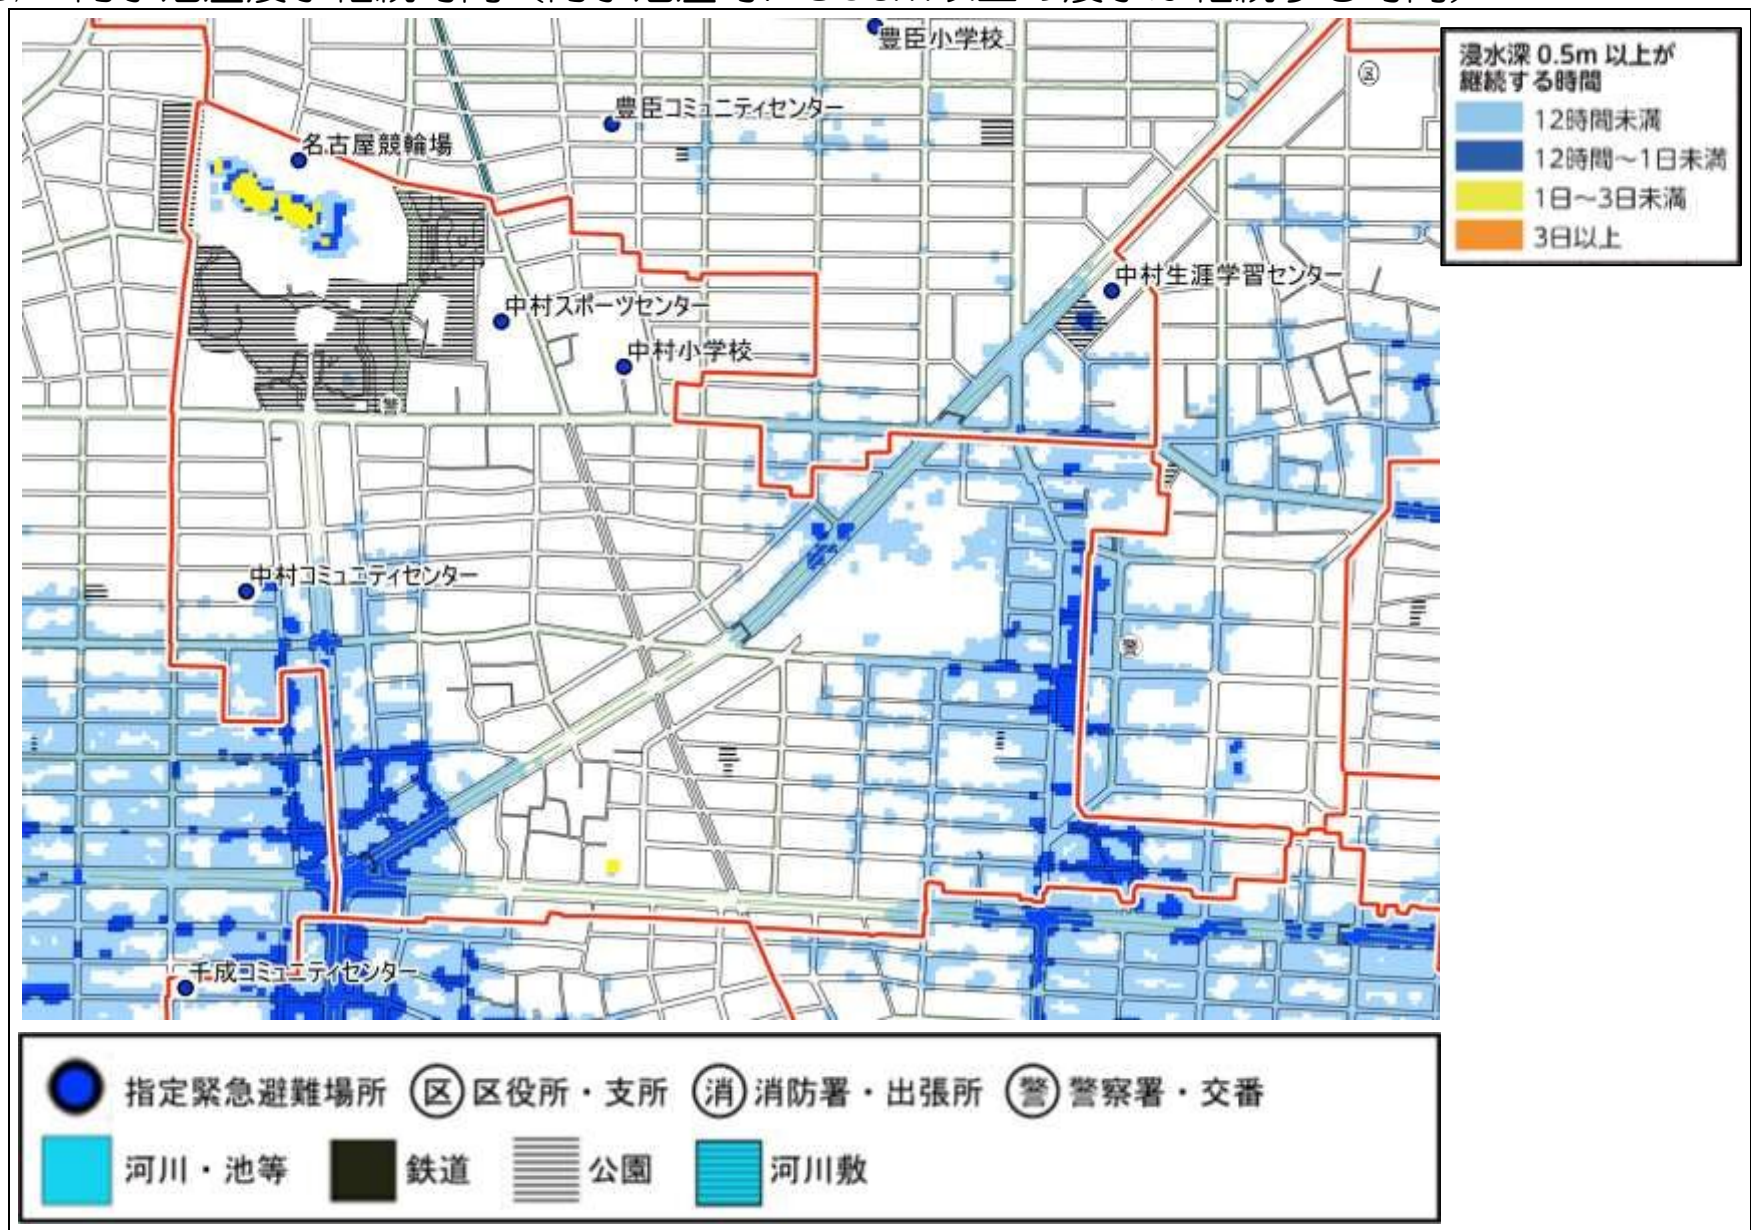 豊臣小学校
区
豊臣コミュニティセンター
名古屋競輪場
中村生涯学習センター
中村スポーツセンター
中村小学校
警
中村コミュニティセンター
警
千成コミュニティセンター
浸水深 0.5m 以上が
継続する時間
12時間未満
12時間~1日未満
1日~3日未満
3日以上
指定緊急避難場所 区 区役所・支所 消 消防署・出張所 警 警察署・交番
河川・池等 鉄道 公園 河川敷